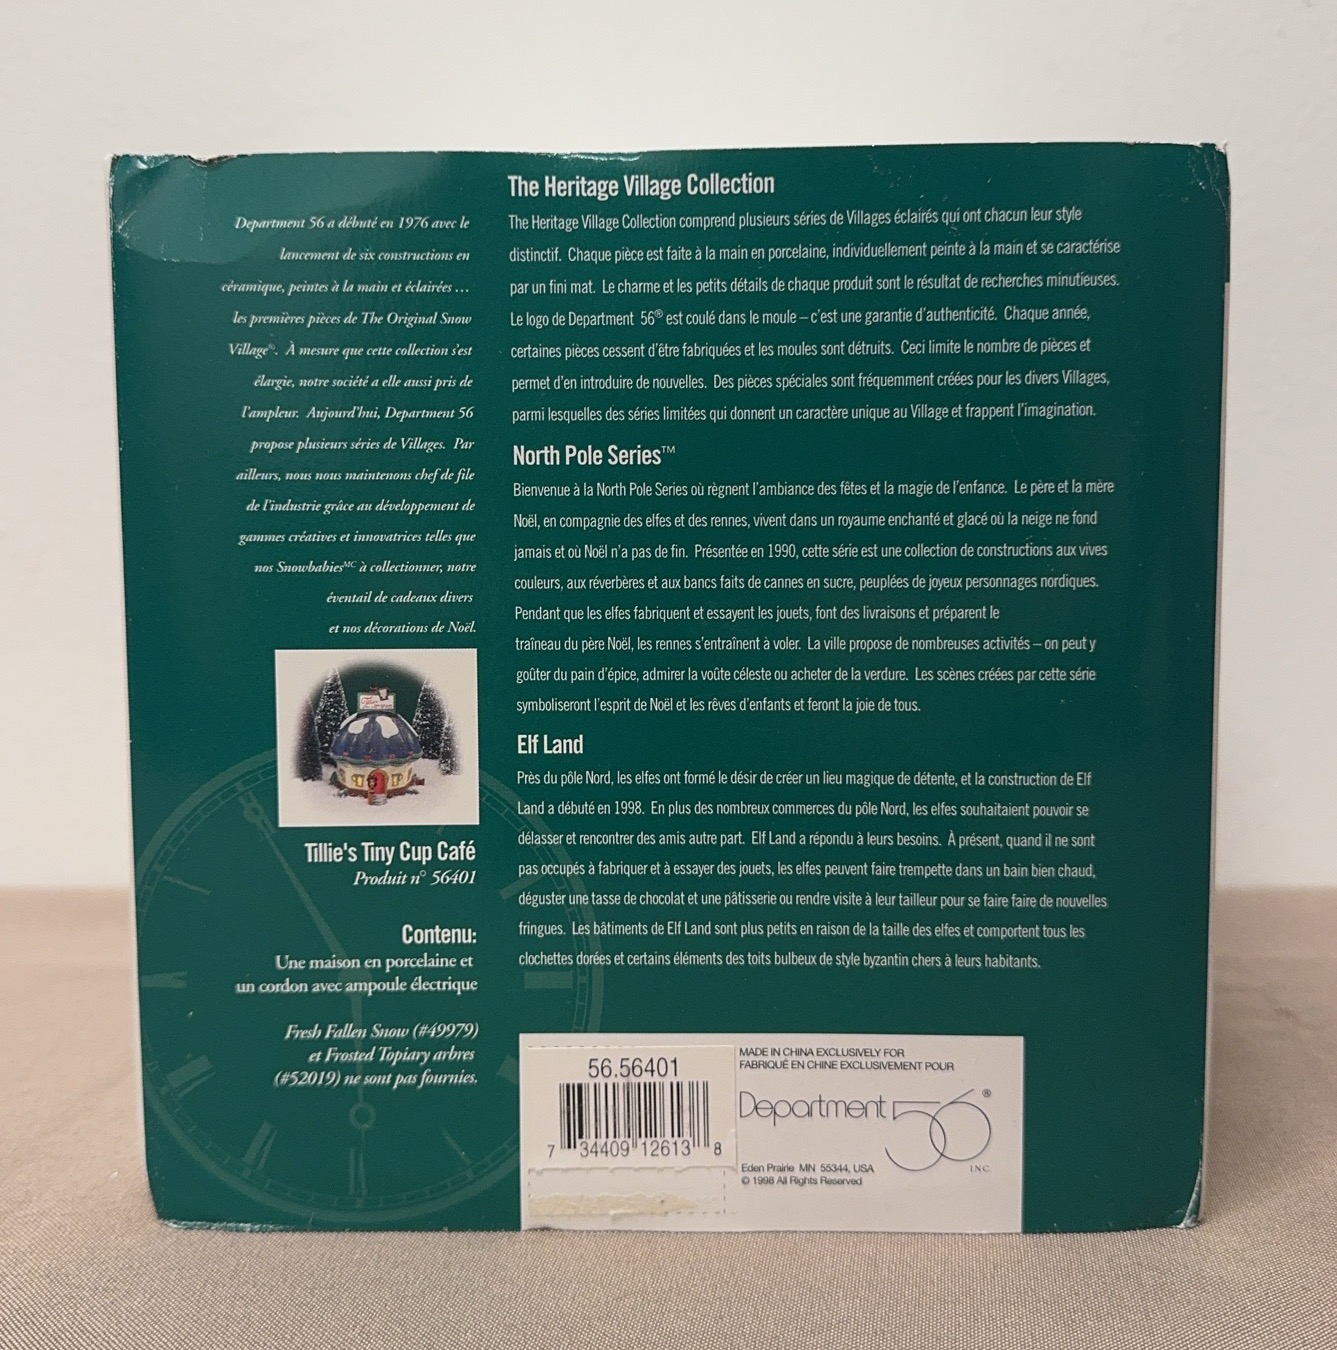 Department 56 a débuté en 1976 avec le
lancement de six constructions en
céramique, peintes à la main et éclairées ...
les premières pièces de The Original Snow
Village®. À mesure que cette collection s'est
élargie, notre société a elle aussi pris de
l'ampleur. Aujourd'hui, Department 56
propose plusieurs séries de Villages. Par
ailleurs, nous nous maintenons chef de file
de l'industrie grâce au développement de
gammes créatives et innovatrices telles que
nos Snowbabies MC à collectionner, notre
éventail de cadeaux divers
et nos décorations de Noël.
Tillie's Tiny Cup Café
Produit n° 56401
Contenu:
Une maison en porcelaine et
un cordon avec ampoule électrique
Fresh Fallen Snow (#49979)
et Frosted Topiary arbres
(#52019) ne sont pas fournies.
The Heritage Village Collection
The Heritage Village Collection comprend plusieurs séries de Villages éclairés qui ont chacun leur style
distinctif. Chaque pièce est faite à la main en porcelaine, individuellement peinte à la main et se caractérise
par un fini mat. Le charme et les petits détails de chaque produit sont le résultat de recherches minutieuses.
Le logo de Department 56® est coulé dans le moule – c'est une garantie d'authenticité. Chaque année,
certaines pièces cessent d'être fabriquées et les moules sont détruits. Ceci limite le nombre de pièces et
permet d'en introduire de nouvelles. Des pièces spéciales sont fréquemment créées pour les divers Villages,
parmi lesquelles des séries limitées qui donnent un caractère unique au Village et frappent l'imagination.
North Pole Series™
Bienvenue à la North Pole Series où règnent l'ambiance des fêtes et la magie de l'enfance. Le père et la mère
Noël, en compagnie des elfes et des rennes, vivent dans un royaume enchanté et glacé où la neige ne fond
jamais et où Noël n'a pas de fin. Présentée en 1990, cette série est une collection de constructions aux vives
couleurs, aux réverbères et aux bancs faits de cannes en sucre, peuplées de joyeux personnages nordiques.
Pendant que les elfes fabriquent et essayent les jouets, font des livraisons et préparent le
traîneau du père Noël, les rennes s'entraînent à voler. La ville propose de nombreuses activités – on peut y
goûter du pain d'épice, admirer la voûte céleste ou acheter de la verdure. Les scènes créées par cette série
symboliseront l'esprit de Noël et les rêves d'enfants et feront la joie de tous.
Elf Land
Près du pôle Nord, les elfes ont formé le désir de créer un lieu magique de détente, et la construction de Elf
Land a débuté en 1998. En plus des nombreux commerces du pôle Nord, les elfes souhaitaient pouvoir se
délasser et rencontrer des amis autre part. Elf Land a répondu à leurs besoins. À présent, quand il ne sont
pas occupés à fabriquer et à essayer des jouets, les elfes peuvent faire trempette dans un bain bien chaud,
déguster une tasse de chocolat et une pâtisserie ou rendre visite à leur tailleur pour se faire faire de nouvelles
fringues. Les bâtiments de Elf Land sont plus petits en raison de la taille des elfes et comportent tous les
clochettes dorées et certains éléments des toits bulbeux de style byzantin chers à leurs habitants.
56.56401
7 34409 12613 8
MADE IN CHINA EXCLUSIVELY FOR
FABRIQUÉ EN CHINE EXCLUSIVEMENT POUR
Department 56®
INC.
Eden Prairie MN 55344, USA
© 1998 All Rights Reserved